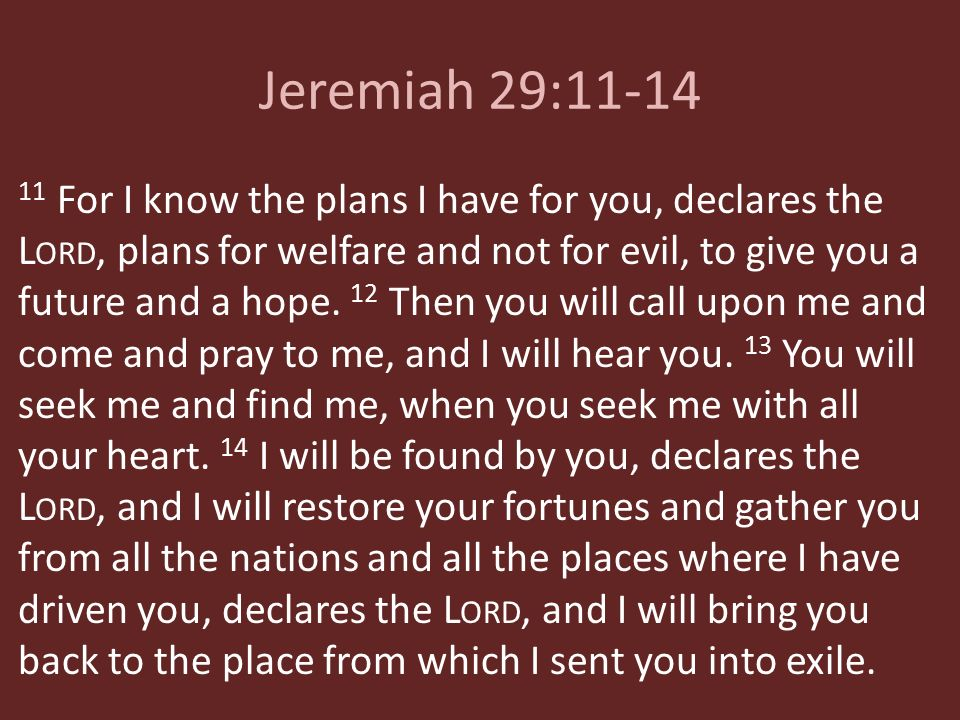 Jeremiah 29:11-14
11 For I know the plans I have for you, declares the
LORD, plans for welfare and not for evil, to give you a
future and a hope. 12 Then you will call upon me and
come and pray to me, and I will hear you. 13 You will
seek me and find me, when you seek me with all
your heart. 14 I will be found by you, declares the
LORD, and I will restore your fortunes and gather you
from all the nations and all the places where I have
driven you, declares the LORD, and I will bring you
back to the place from which I sent you into exile.